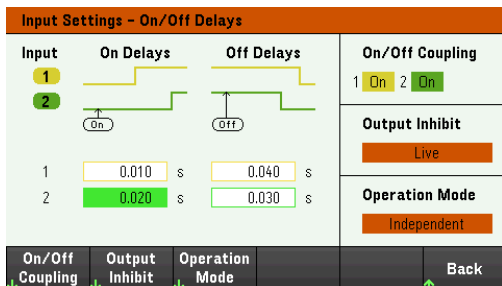 Input Settings - On/Off Delays
Input On Delays Off Delays
1
2
On Off
1 0.010 s 0.040 s
2 0.020 s 0.030 s
On/Off Coupling
1 On 2 On
Output Inhibit
Live
Operation Mode
Independent
On/Off Coupling
Output Inhibit
Operation Mode
Back